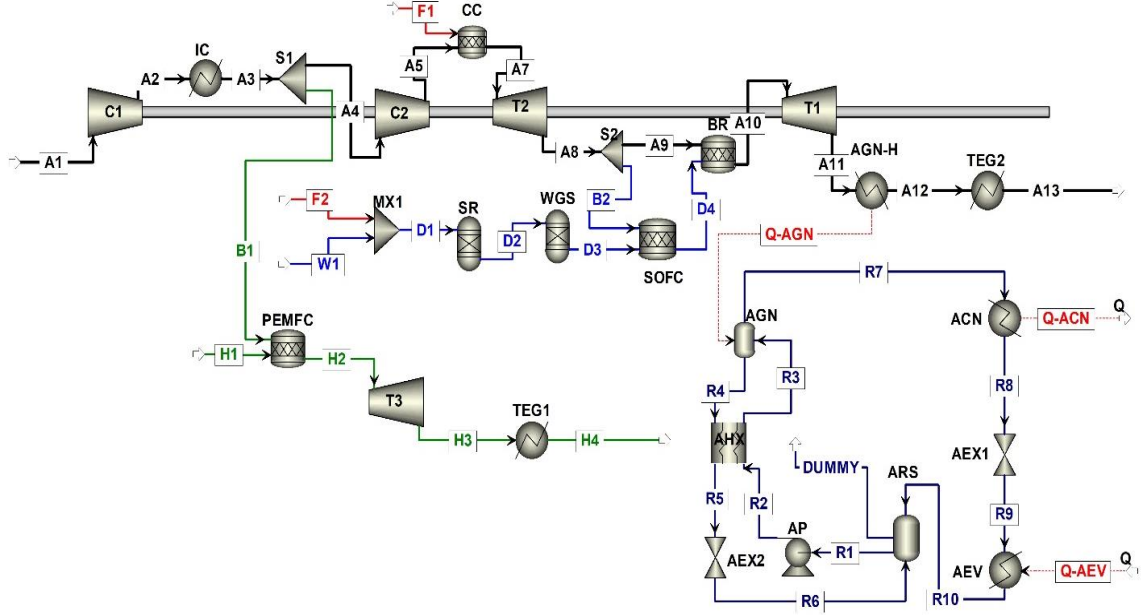 F1
CC
IC
S1
A2
A3
A5
A7
C1
A4
C2
T2
T1
A1
A8
S2
A9
BR
A10
A11
AGN-H
TEG2
A12
A13
F2
MX1
SR
WGS
B2
D4
D1
D2
D3
W1
SOFC
Q-AGN
B1
R7
AGN
ACN
Q-ACN
Q
PEMFC
H1
H2
R4
R3
R8
T3
TEG1
H3
H4
AHX
DUMMY
ARS
AEX1
R5
R2
R9
AP
R1
AEX2
AEV
Q-AEV
Q
R6
R10